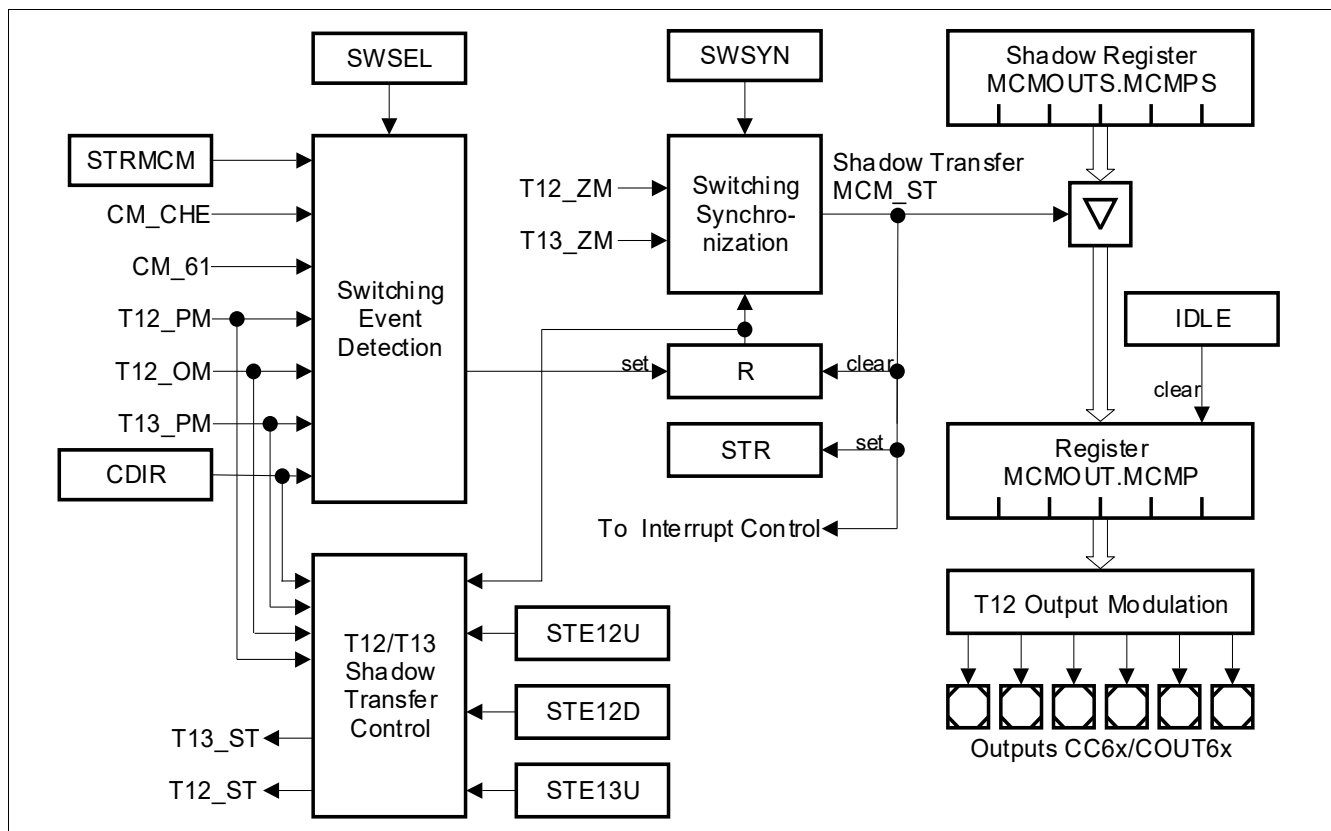 SWSEL
SWSYN
Shadow Register
MCMOUTS.MCMPS
STRMCM
CM_CHE
CM_61
T12_PM
T12_OM
T13_PM
CDIR
Switching
Event
Detection
T12_ZM
T13_ZM
Switching
Synchro-
nization
Shadow Transfer
MCM_ST
IDLE
clear
set
R
clear
STR
set
To Interrupt Control
Register
MCMOUT.MCMP
T12 Output Modulation
Outputs CC6x/COUT6x
T12/T13
Shadow
Transfer
Control
STE12U
STE12D
STE13U
T13_ST
T12_ST